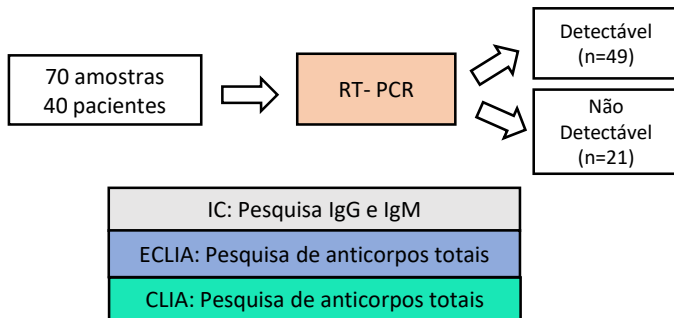 70 amostras
40 pacientes
RT- PCR
Detectável
(n=49)
Não
Detectável
(n=21)
IC: Pesquisa IgG e IgM
ECLIA: Pesquisa de anticorpos totais
CLIA: Pesquisa de anticorpos totais